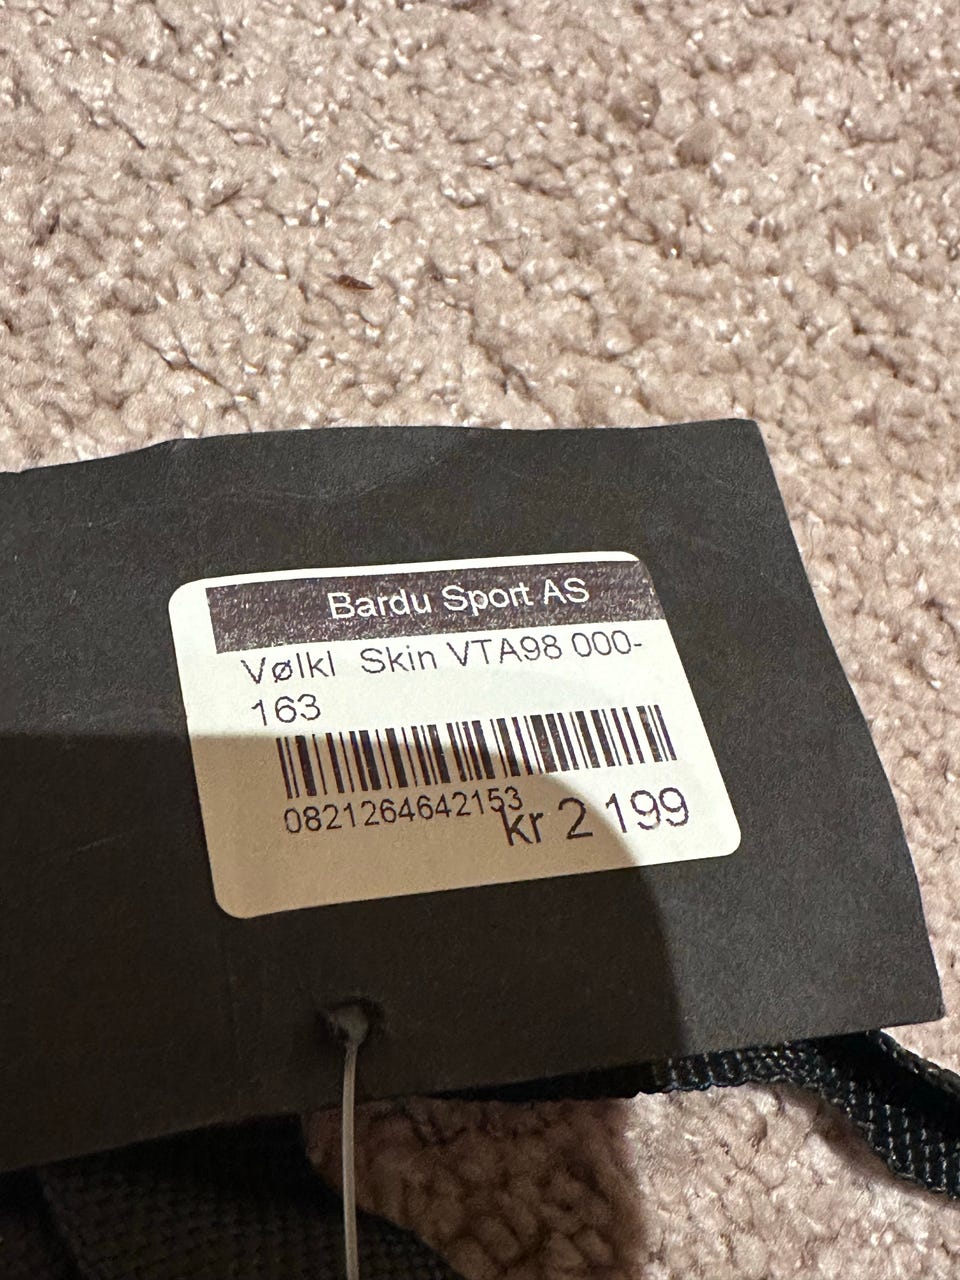 Bardu Sport AS
Vølkl Skin VTA98 000-
163
0821264642153
kr 2 199